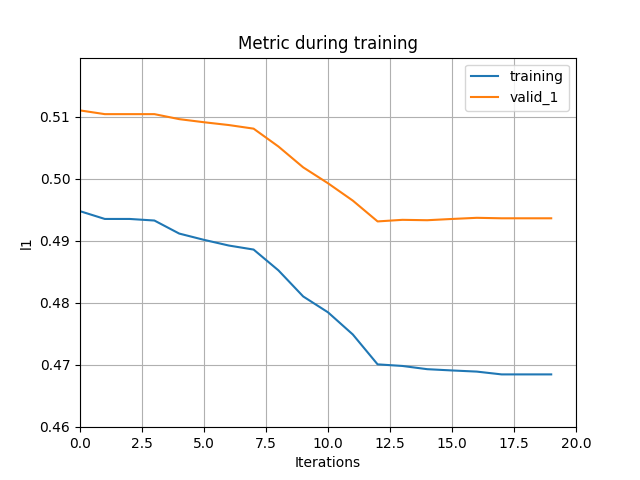 Metric during training
training
valid_1
0.51
0.50
0.49
0.48
0.47
0.46
l1
0.0 2.5 5.0 7.5 10.0 12.5 15.0 17.5 20.0
Iterations